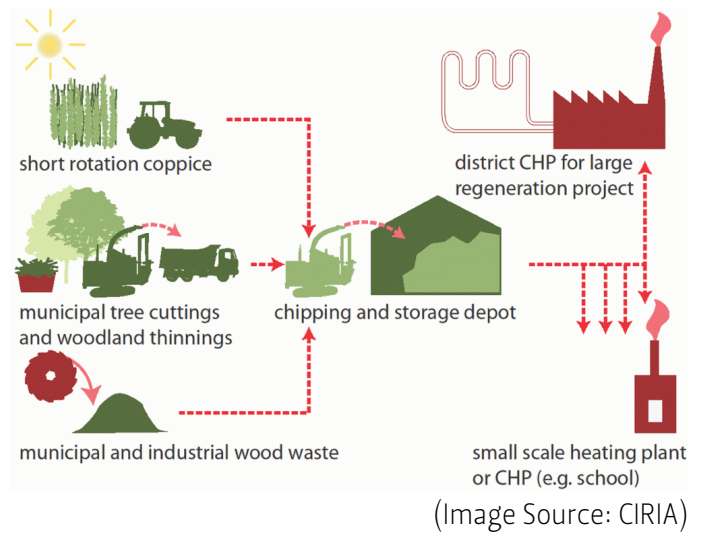 short rotation coppice
district CHP for large
regeneration project
municipal tree cuttings
and woodland thinnings
chipping and storage depot
municipal and industrial wood waste
small scale heating plant
or CHP (e.g. school)
(Image Source: CIRIA)